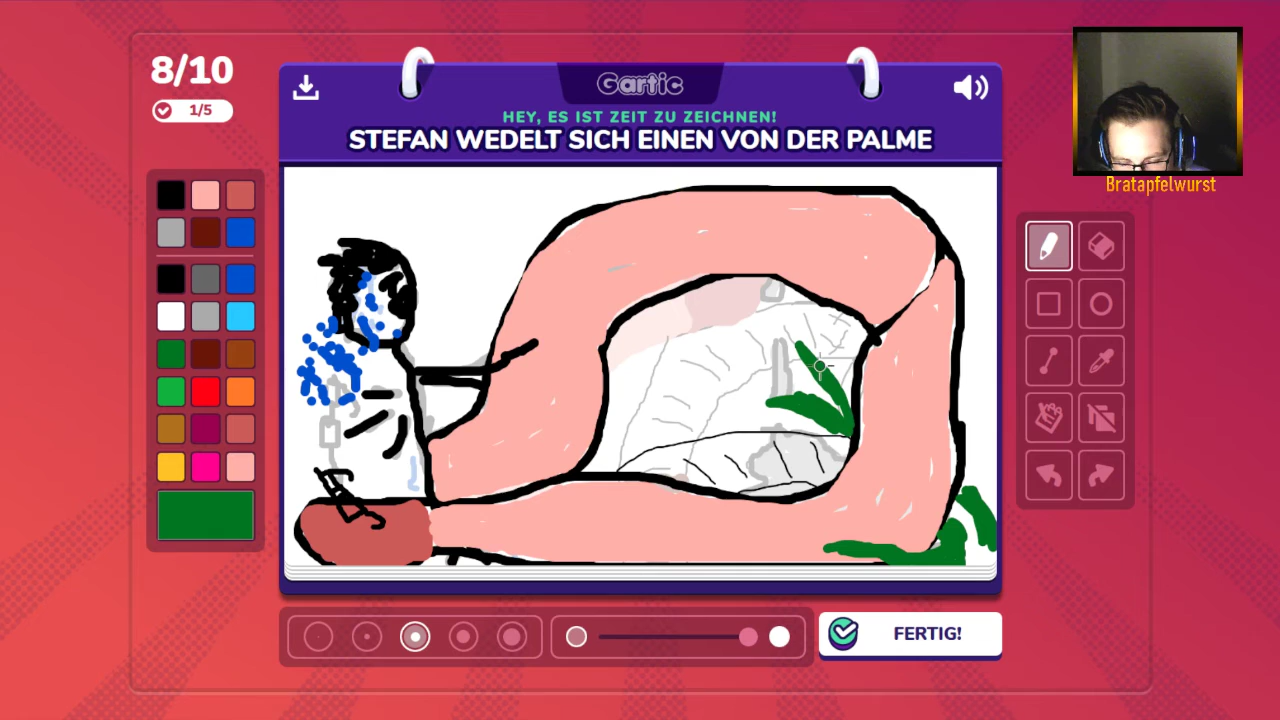 8/10
1/5
Gartic
HEY, ES IST ZEIT ZU ZEICHNEN!
STEFAN WEDELT SICH EINEN VON DER PALME
Bratapfelwurst
FERTIG!